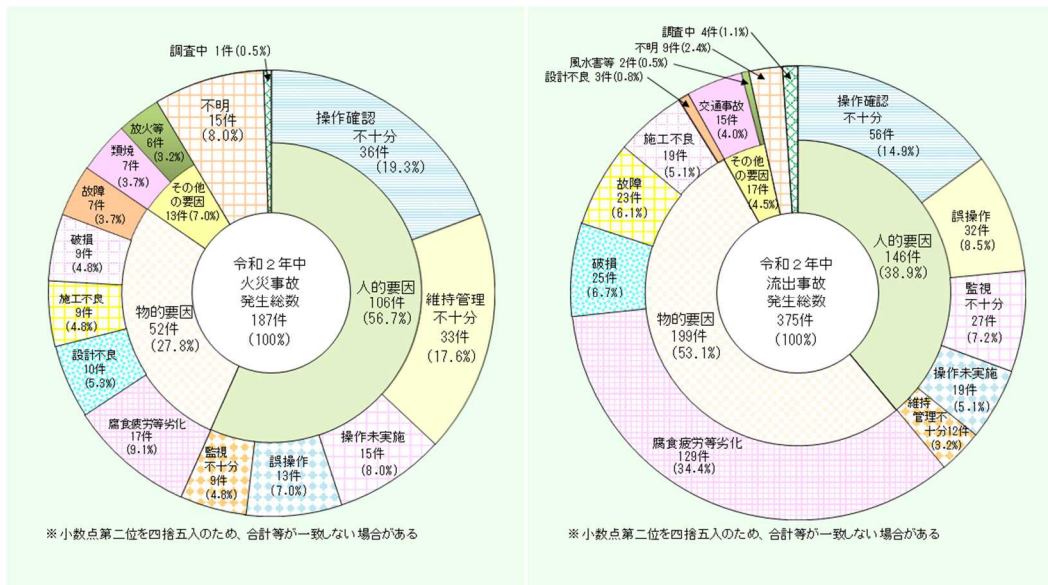 調査中 1件(0.5%)
操作確認
不十分
36件
(19.3%)
維持管理
不十分
33件
(17.6%)
操作未実施
15件
(8.0%)
誤操作
13件
(7.0%)
監視
不十分
9件
(4.8%)
腐食疲労等劣化
17件
(9.1%)
設計不良
10件
(5.3%)
施工不良
9件
(4.8%)
破損
9件
(4.8%)
故障
7件
(3.7%)
類焼
7件
(3.7%)
放火等
6件
(3.2%)
不明
15件
(8.0%)
その他
の要因
13件(7.0%)
人的要因
106件
(56.7%)
物的要因
52件
(27.8%)
令和２年中
火災事故
発生総数
187件
(100%)
※小数点第二位を四捨五入のため、合計等が一致しない場合がある
調査中 4件(1.1%)
不明 9件(2.4%)
風水害等 2件(0.5%)
設計不良 3件(0.8%)
交通事故
15件
(4.0%)
操作確認
不十分
56件
(14.9%)
誤操作
32件
(8.5%)
監視
不十分
27件
(7.2%)
操作未実施
19件
(5.1%)
維持
管理不
十分12件
(3.2%)
腐食疲労等劣化
129件
(34.4%)
破損
25件
(6.7%)
故障
23件
(6.1%)
施工不良
19件
(5.1%)
その他
の要因
17件
(4.5%)
人的要因
146件
(38.9%)
物的要因
199件
(53.1%)
令和２年中
流出事故
発生総数
375件
(100%)
※小数点第二位を四捨五入のため、合計等が一致しない場合がある